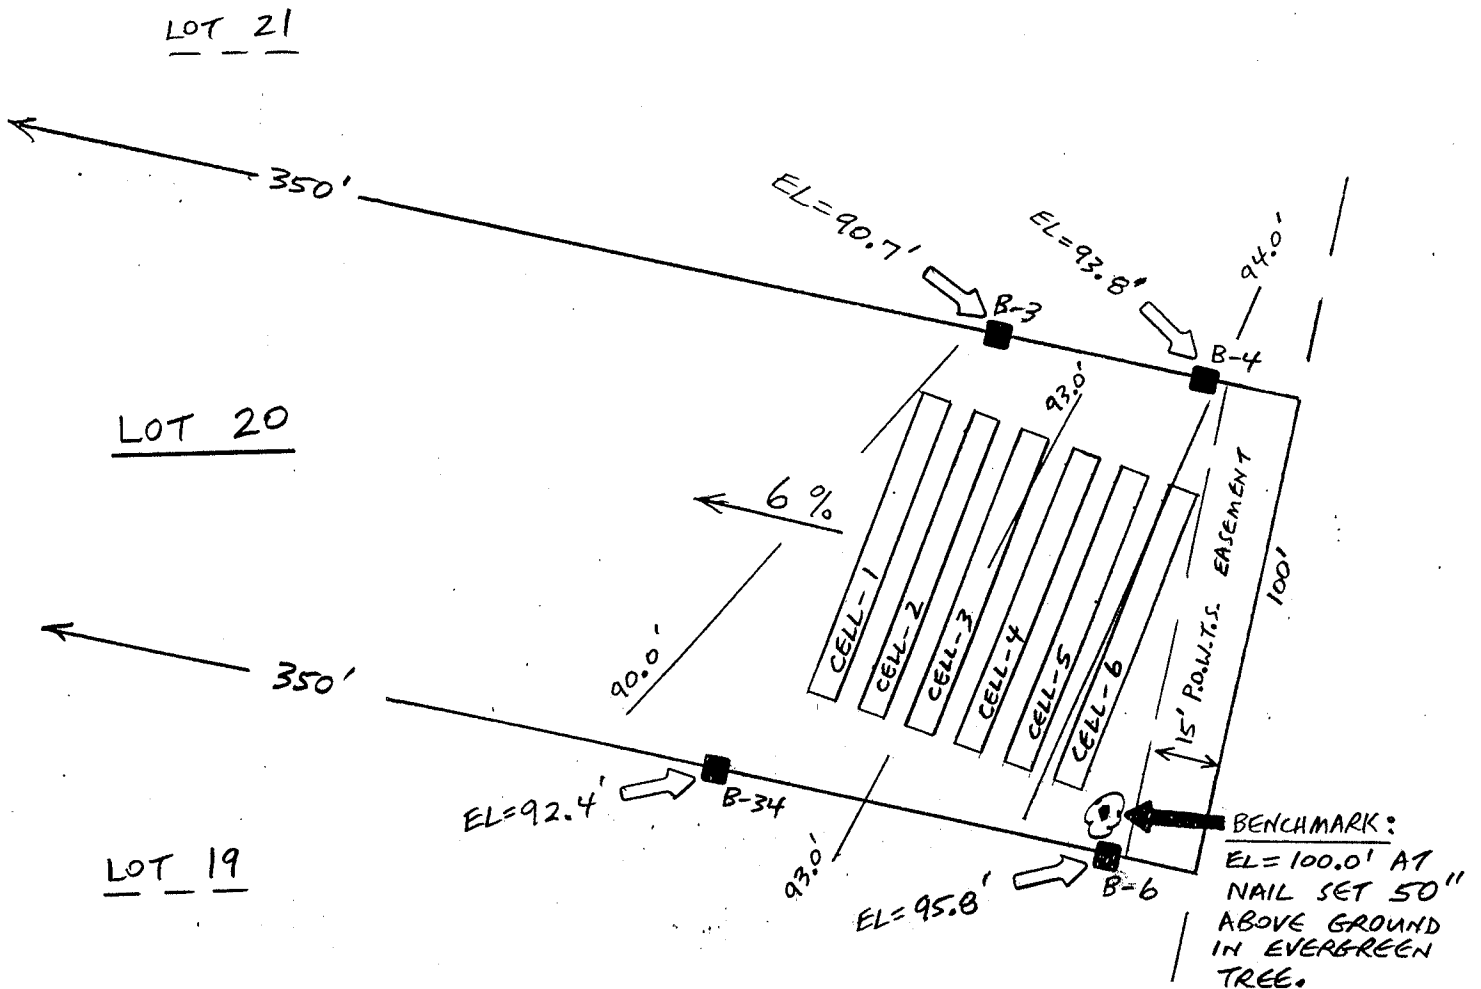 LOT 21
350'
EL=90.7'
B-3
EL=93.8'
B-4
94.0'
LOT 20
93.0'
6 %
CELL-1
CELL-2
CELL-3
CELL-4
CELL-5
CELL-6
15' P.O.W.T.S. EASEMENT
100'
90.0'
350'
EL=92.4'
B-34
93.0'
LOT 19
EL=95.8'
B-6
BENCHMARK:
EL=100.0' AT
NAIL SET 50"
ABOVE GROUND
IN EVERGREEN
TREE.